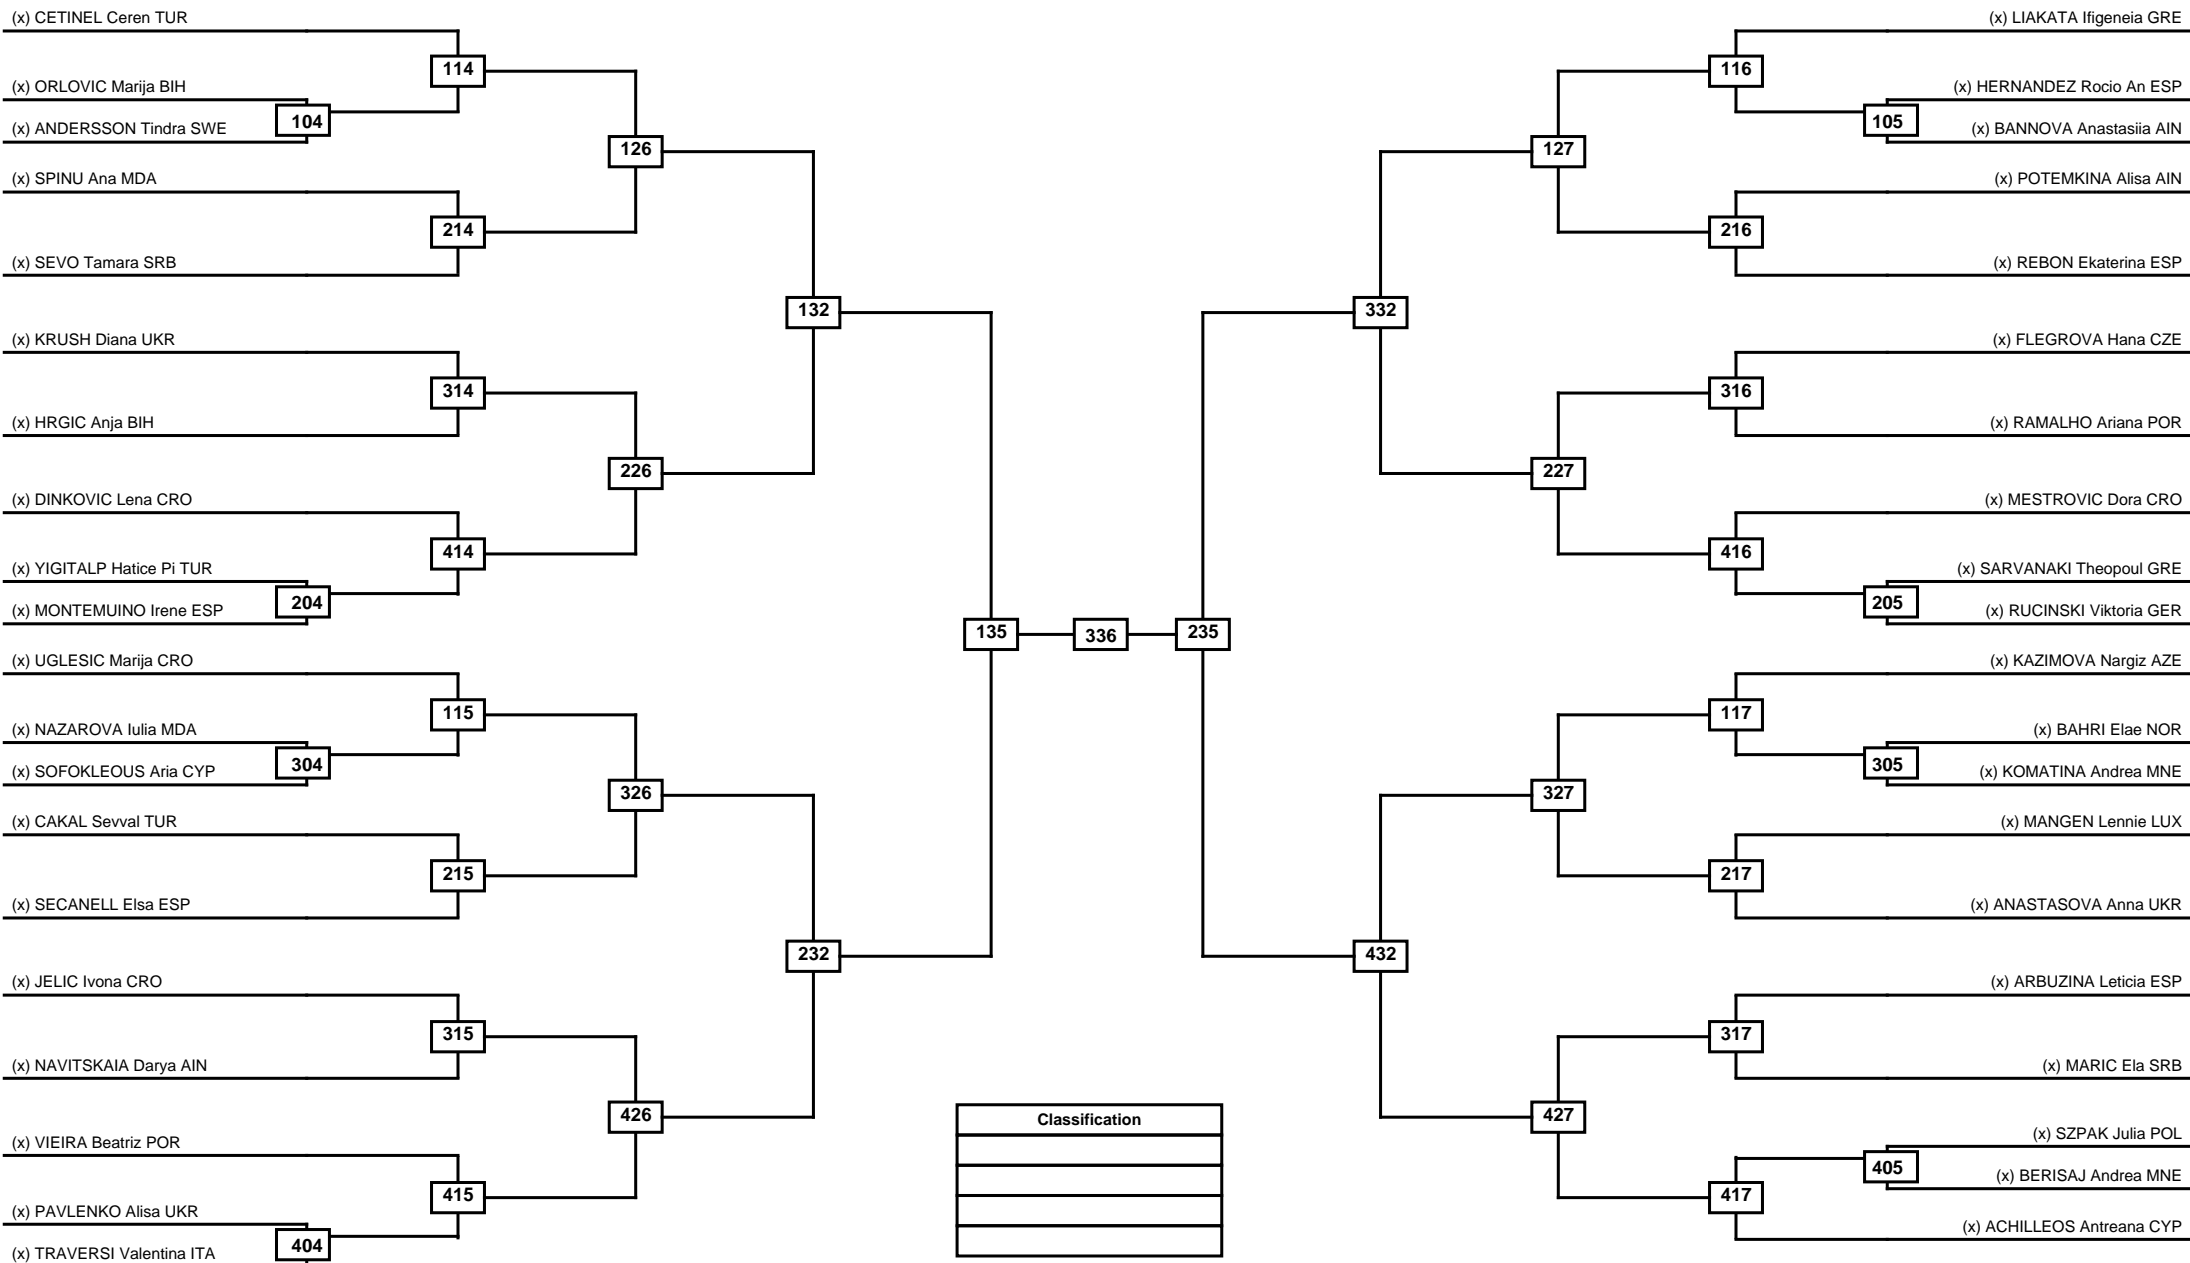 (x) CETINEL Ceren TUR
114
(x) ORLOVIC Marija BIH
104
(x) ANDERSSON Tindra SWE
126
(x) SPINU Ana MDA
214
(x) SEVO Tamara SRB
132
(x) KRUSH Diana UKR
314
(x) HRGIC Anja BIH
226
(x) DINKOVIC Lena CRO
414
(x) YIGITALP Hatice Pi TUR
204
(x) MONTEMUINO Irene ESP
135
(x) UGLESIC Marija CRO
115
(x) NAZAROVA Iulia MDA
304
(x) SOFOKLEOUS Aria CYP
326
(x) CAKAL Sevval TUR
215
(x) SECANELL Elsa ESP
232
(x) JELIC Ivona CRO
315
(x) NAVITSKAIA Darya AIN
426
(x) VIEIRA Beatriz POR
415
(x) PAVLENKO Alisa UKR
404
(x) TRAVERSI Valentina ITA
336
Classification
(x) LIAKATA Ifigeneia GRE
116
(x) HERNANDEZ Rocio An ESP
105
(x) BANNOVA Anastasiia AIN
127
(x) POTEMKINA Alisa AIN
216
(x) REBON Ekaterina ESP
332
(x) FLEGROVA Hana CZE
316
(x) RAMALHO Ariana POR
227
(x) MESTROVIC Dora CRO
416
(x) SARVANAKI Theopoul GRE
205
(x) RUCINSKI Viktoria GER
235
(x) KAZIMOVA Nargiz AZE
117
(x) BAHRI Elae NOR
305
(x) KOMATINA Andrea MNE
327
(x) MANGEN Lennie LUX
217
(x) ANASTASOVA Anna UKR
432
(x) ARBUZINA Leticia ESP
317
(x) MARIC Ela SRB
427
(x) SZPAK Julia POL
405
(x) BERISAJ Andrea MNE
417
(x) ACHILLEOS Antreana CYP